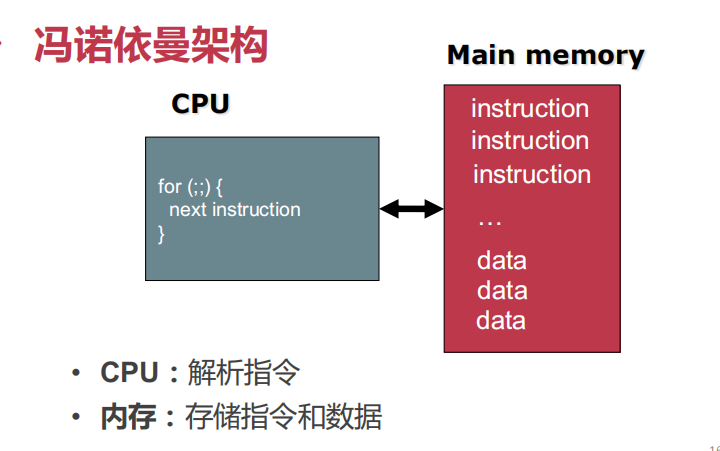 冯诺依曼架构
CPU
Main memory
for (;;) {
next instruction
}
instruction
instruction
instruction
…
data
data
data
• CPU：解析指令
• 内存：存储指令和数据